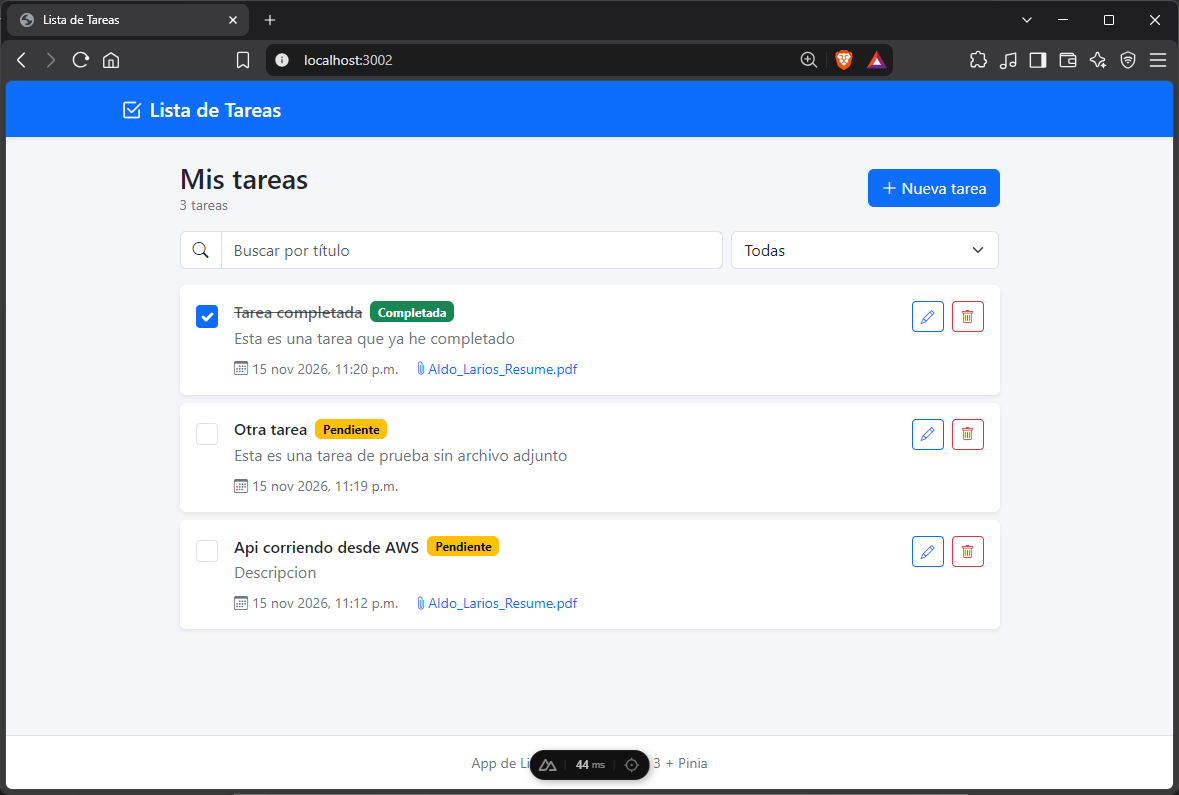 Lista de Tareas
localhost:3002
Lista de Tareas
Mis tareas
3 tareas
Nueva tarea
Buscar por título
Todas
Tarea completada Completada
Esta es una tarea que ya he completado
15 nov 2026, 11:20 p.m. Aldo_Larios_Resume.pdf
Otra tarea Pendiente
Esta es una tarea de prueba sin archivo adjunto
15 nov 2026, 11:19 p.m.
Api corriendo desde AWS Pendiente
Descripcion
15 nov 2026, 11:12 p.m. Aldo_Larios_Resume.pdf
App de Li 3 + Pinia
44 ms